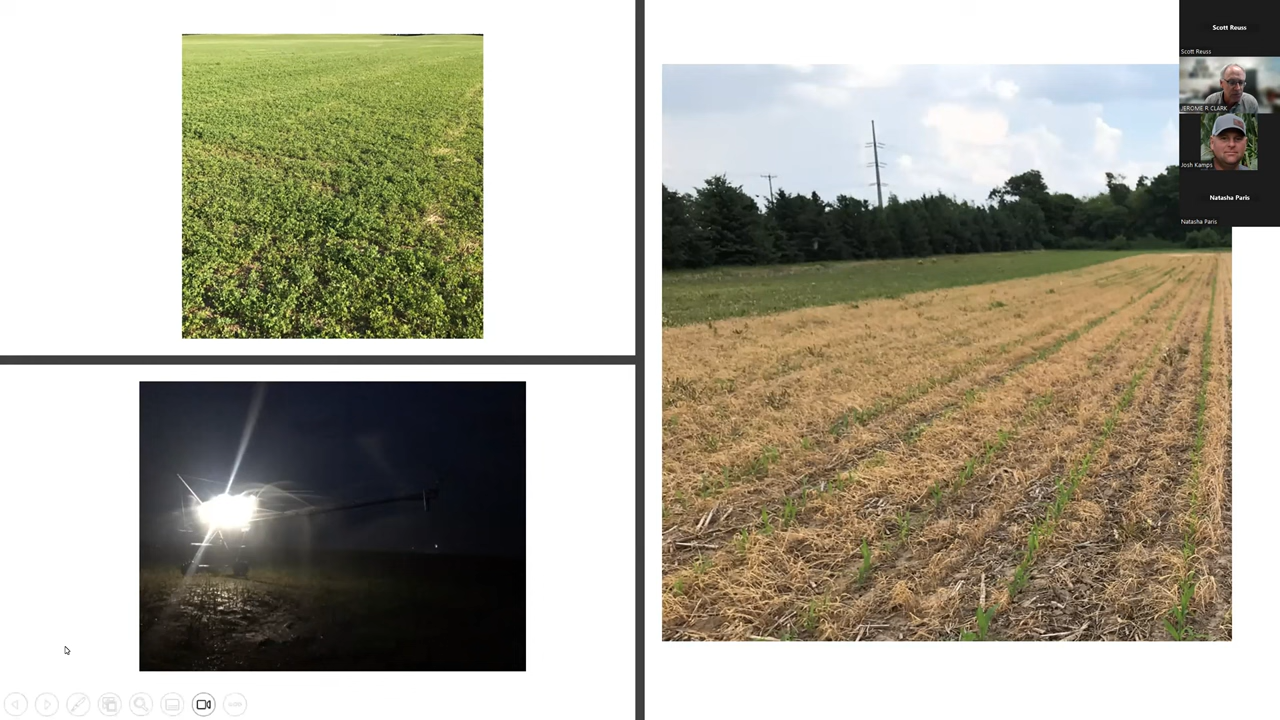 Scott Reuss
Scott Reuss
JEROME R CLARK
Josh Kamps
Natasha Paris
Natasha Paris